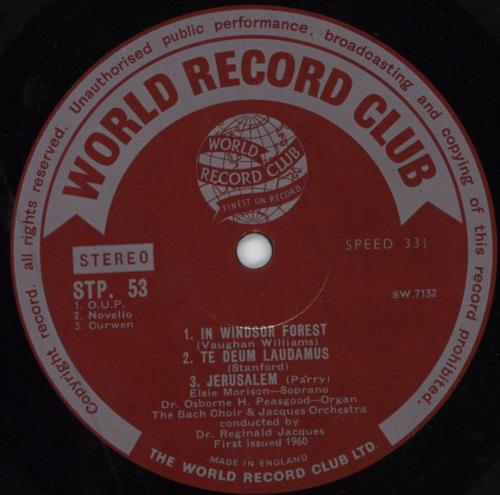 Copyright record. all rights reserved. Unauthorised public performance, broadcasting and copying of this record prohibited.
WORLD RECORD CLUB
WORLD
RECORD CLUB
FINEST ON RECORD
STEREO
SPEED 33⅓
STP. 53
SW.7132
1. O.U.P.
2. Novello
3. Curwen
1. IN WINDSOR FOREST
(Vaughan Williams)
2. TE DEUM LAUDAMUS
(Stanford)
3. JERUSALEM (Parry)
Elsie Morison—Soprano
Dr. Osborne H. Peasgood—Organ
The Bach Choir & Jacques Orchestra
conducted by
Dr. Reginald Jacques
First issued 1960
MADE IN ENGLAND
THE WORLD RECORD CLUB LTD.